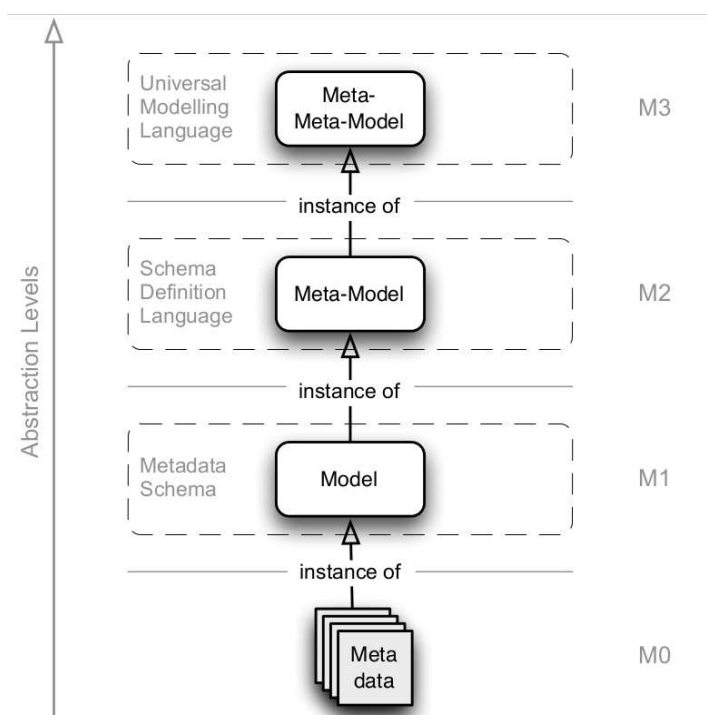 Universal
Modelling
Language
Meta-
Meta-Model
M3
instance of
Schema
Definition
Language
Meta-Model
M2
instance of
Abstraction Levels
Metadata
Schema
Model
M1
instance of
Meta
data
M0